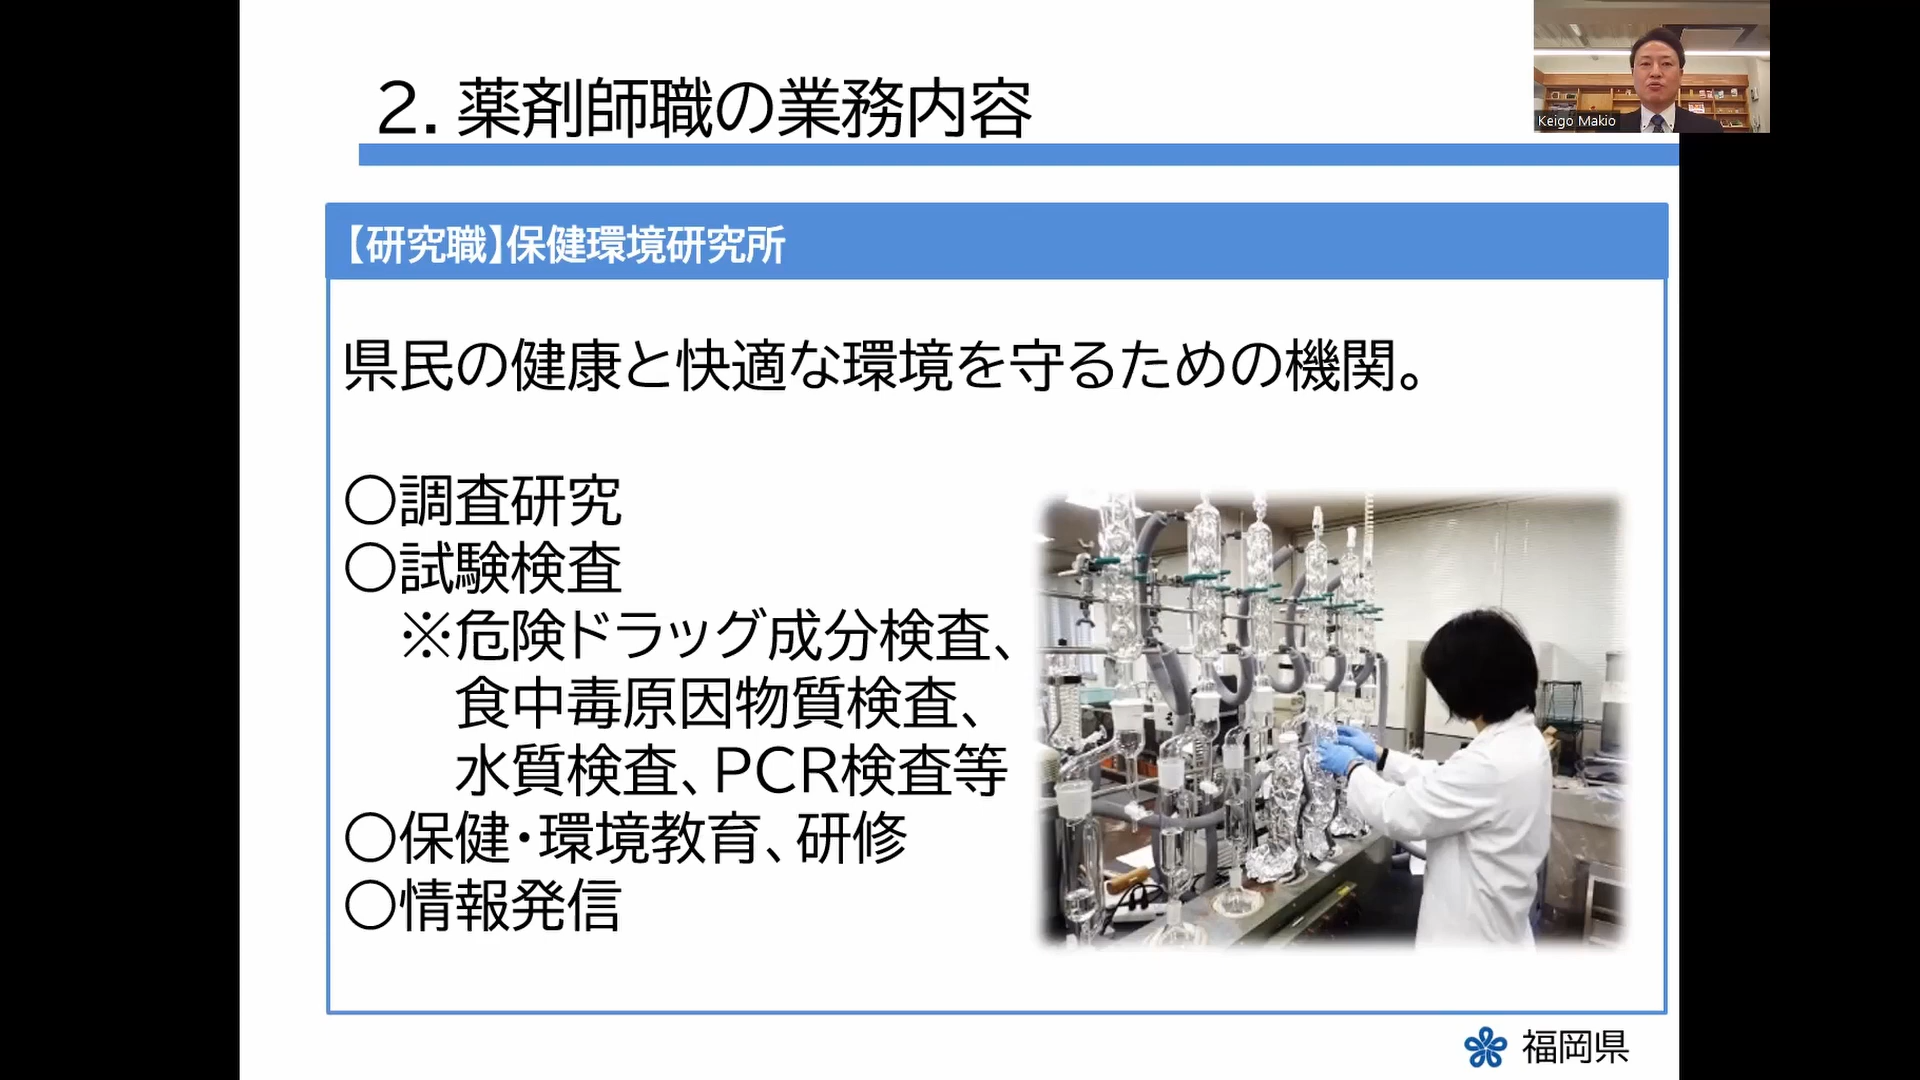 2．薬剤師職の業務内容
Keigo Makio
【研究職】保健環境研究所
県民の健康と快適な環境を守るための機関。
○調査研究
○試験検査
※危険ドラッグ成分検査、
食中毒原因物質検査、
水質検査、PCR検査等
○保健・環境教育、研修
○情報発信
福岡県